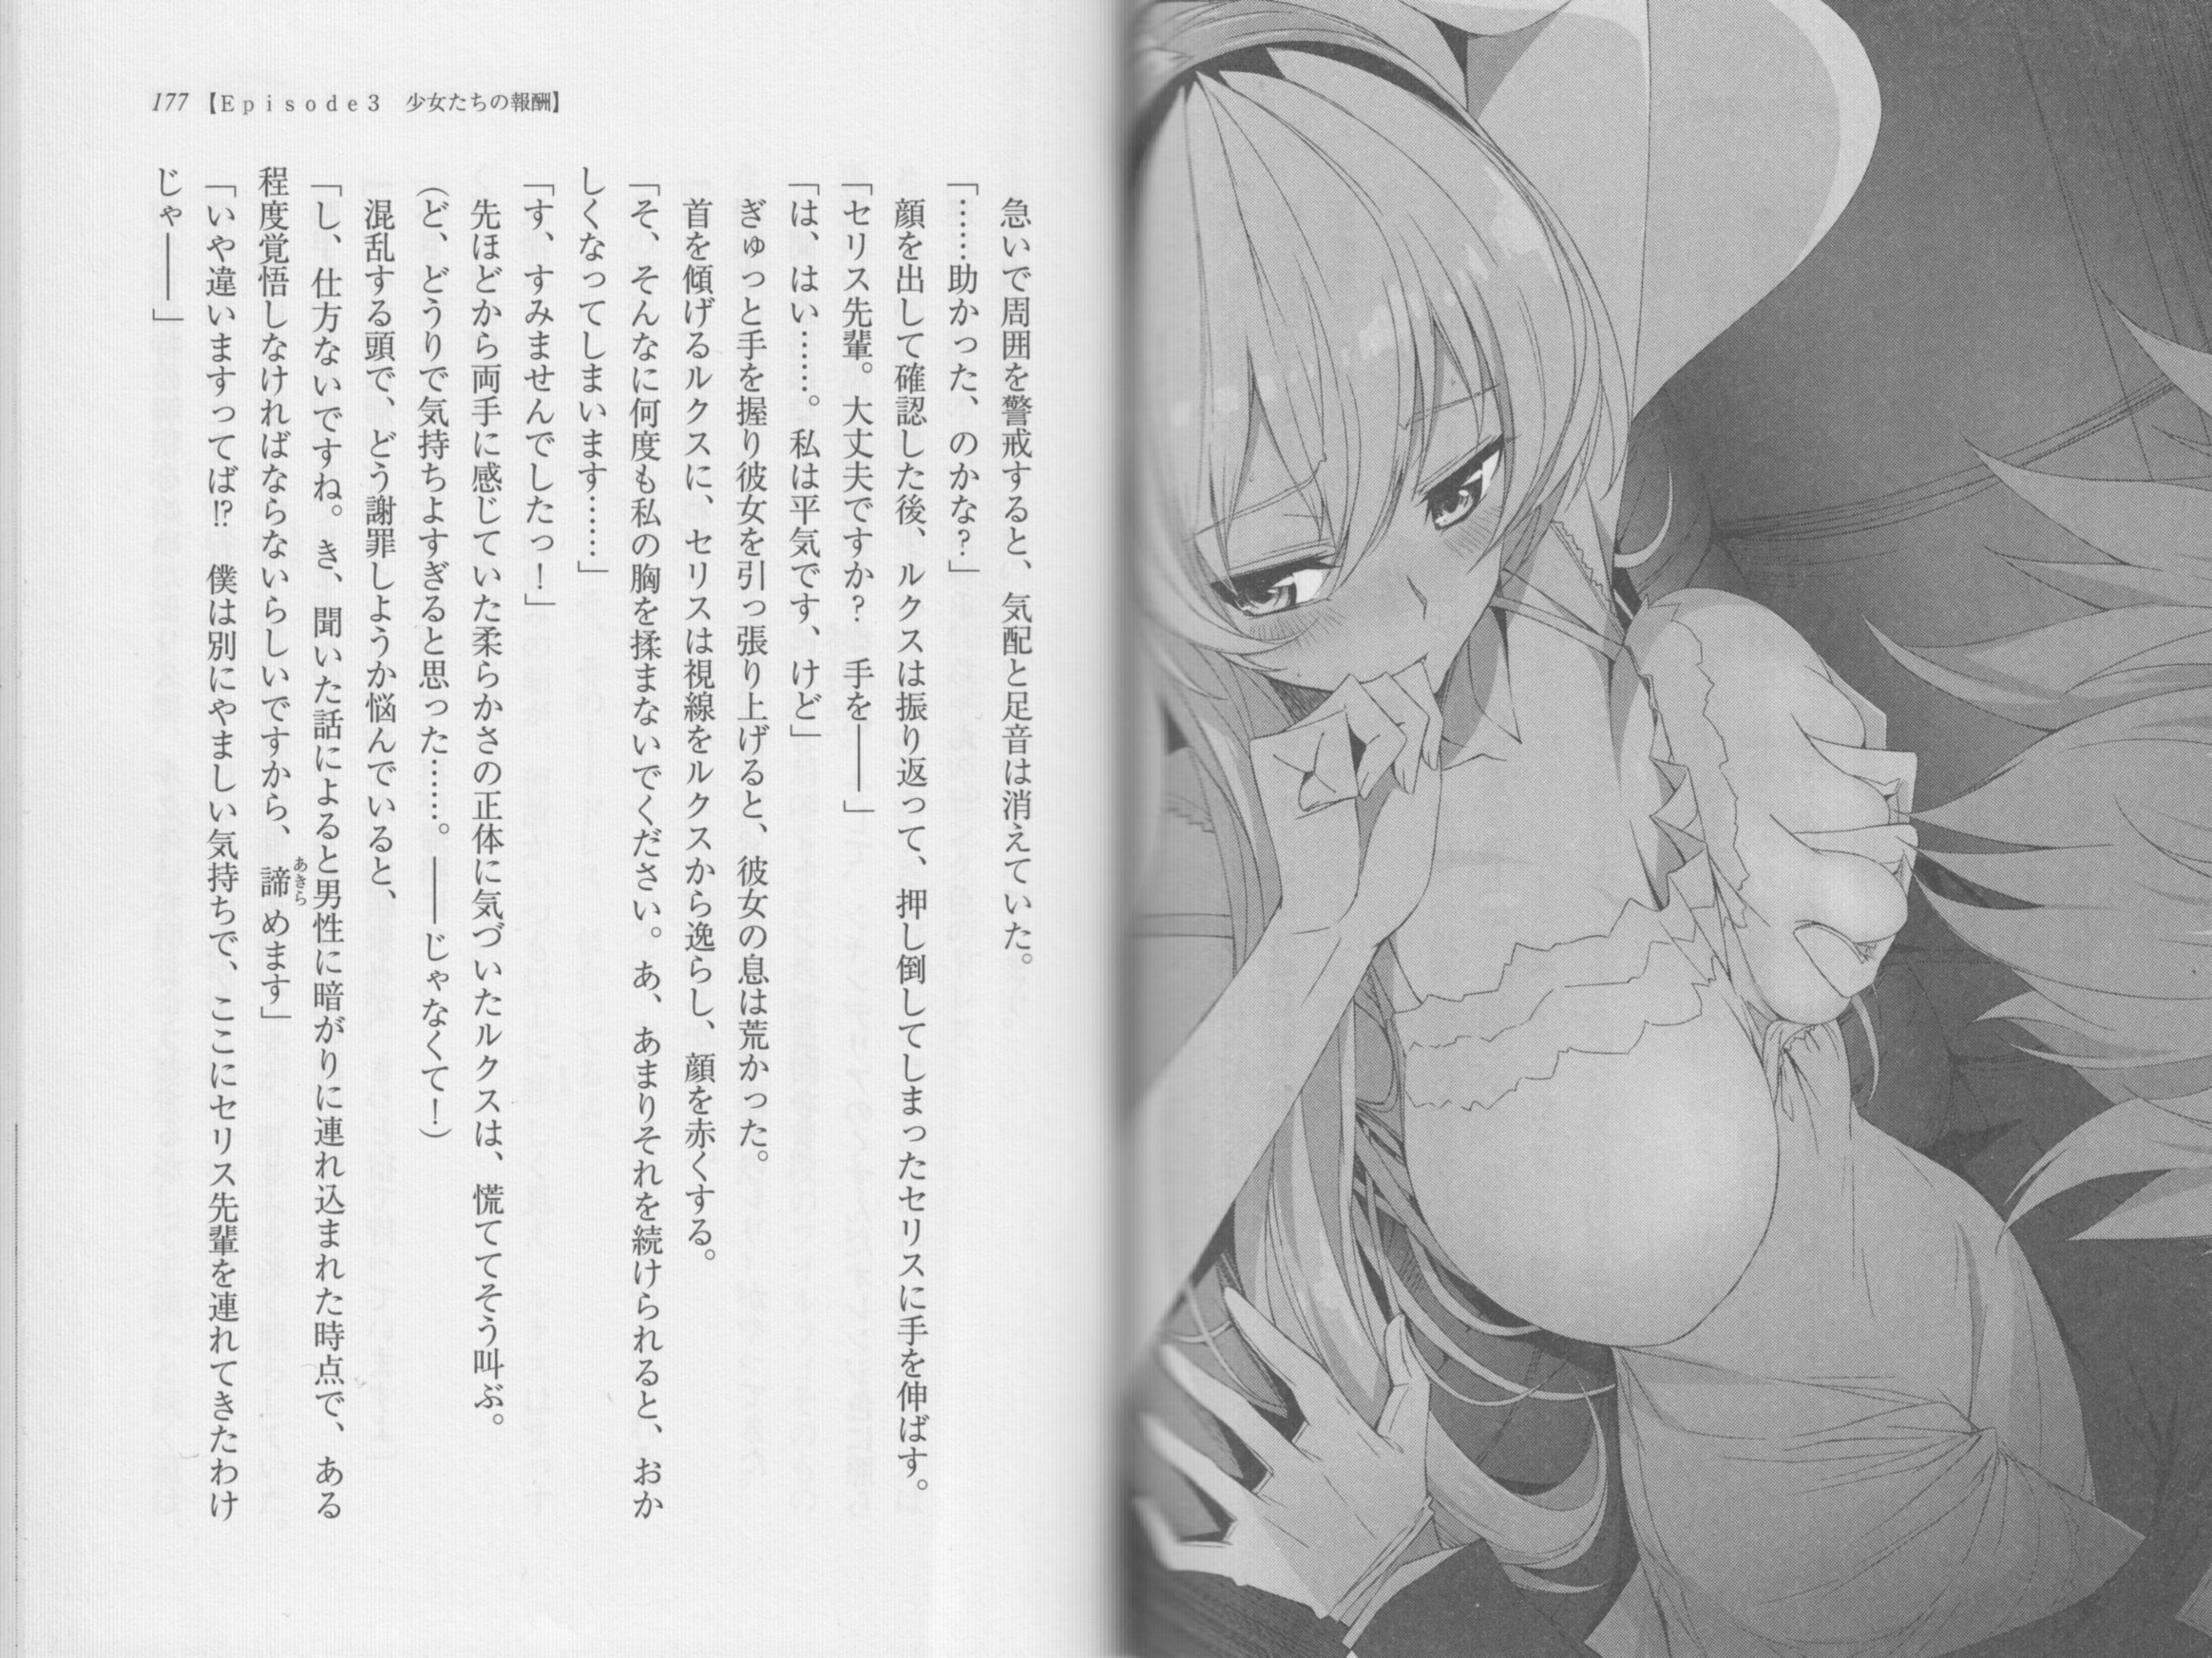 177【Episode3　少女たちの報酬】
　急いで周囲を警戒すると、気配と足音は消えていた。
「……助かった、のかな？」
　顔を出して確認した後、ルクスは振り返って、押し倒してしまったセリスに手を伸ばす。
「セリス先輩。大丈夫ですか？　手を――」
「は、はい……。私は平気です、けど」
　ぎゅっと手を握り彼女を引っ張り上げると、彼女の息は荒かった。
　首を傾げるルクスに、セリスは視線をルクスから逸らし、顔を赤くする。
「そ、そんなに何度も私の胸を揉まないでください。あ、あまりそれを続けられると、おか
しくなってしまいます……」
「す、すみませんでしたっ！」
　先ほどから両手に感じていた柔らかさの正体に気づいたルクスは、慌ててそう叫ぶ。
（ど、どうりで気持ちよすぎると思った……。――じゃなくて！）
　混乱する頭で、どう謝罪しようか悩んでいると、
「し、仕方ないですね。き、聞いた話によると男性に暗がりに連れ込まれた時点で、ある
程度覚悟しなければならないらしいですから、諦めます」
あきら
「いや違いますってば!?　僕は別にやましい気持ちで、ここにセリス先輩を連れてきたわけ
じゃ――」